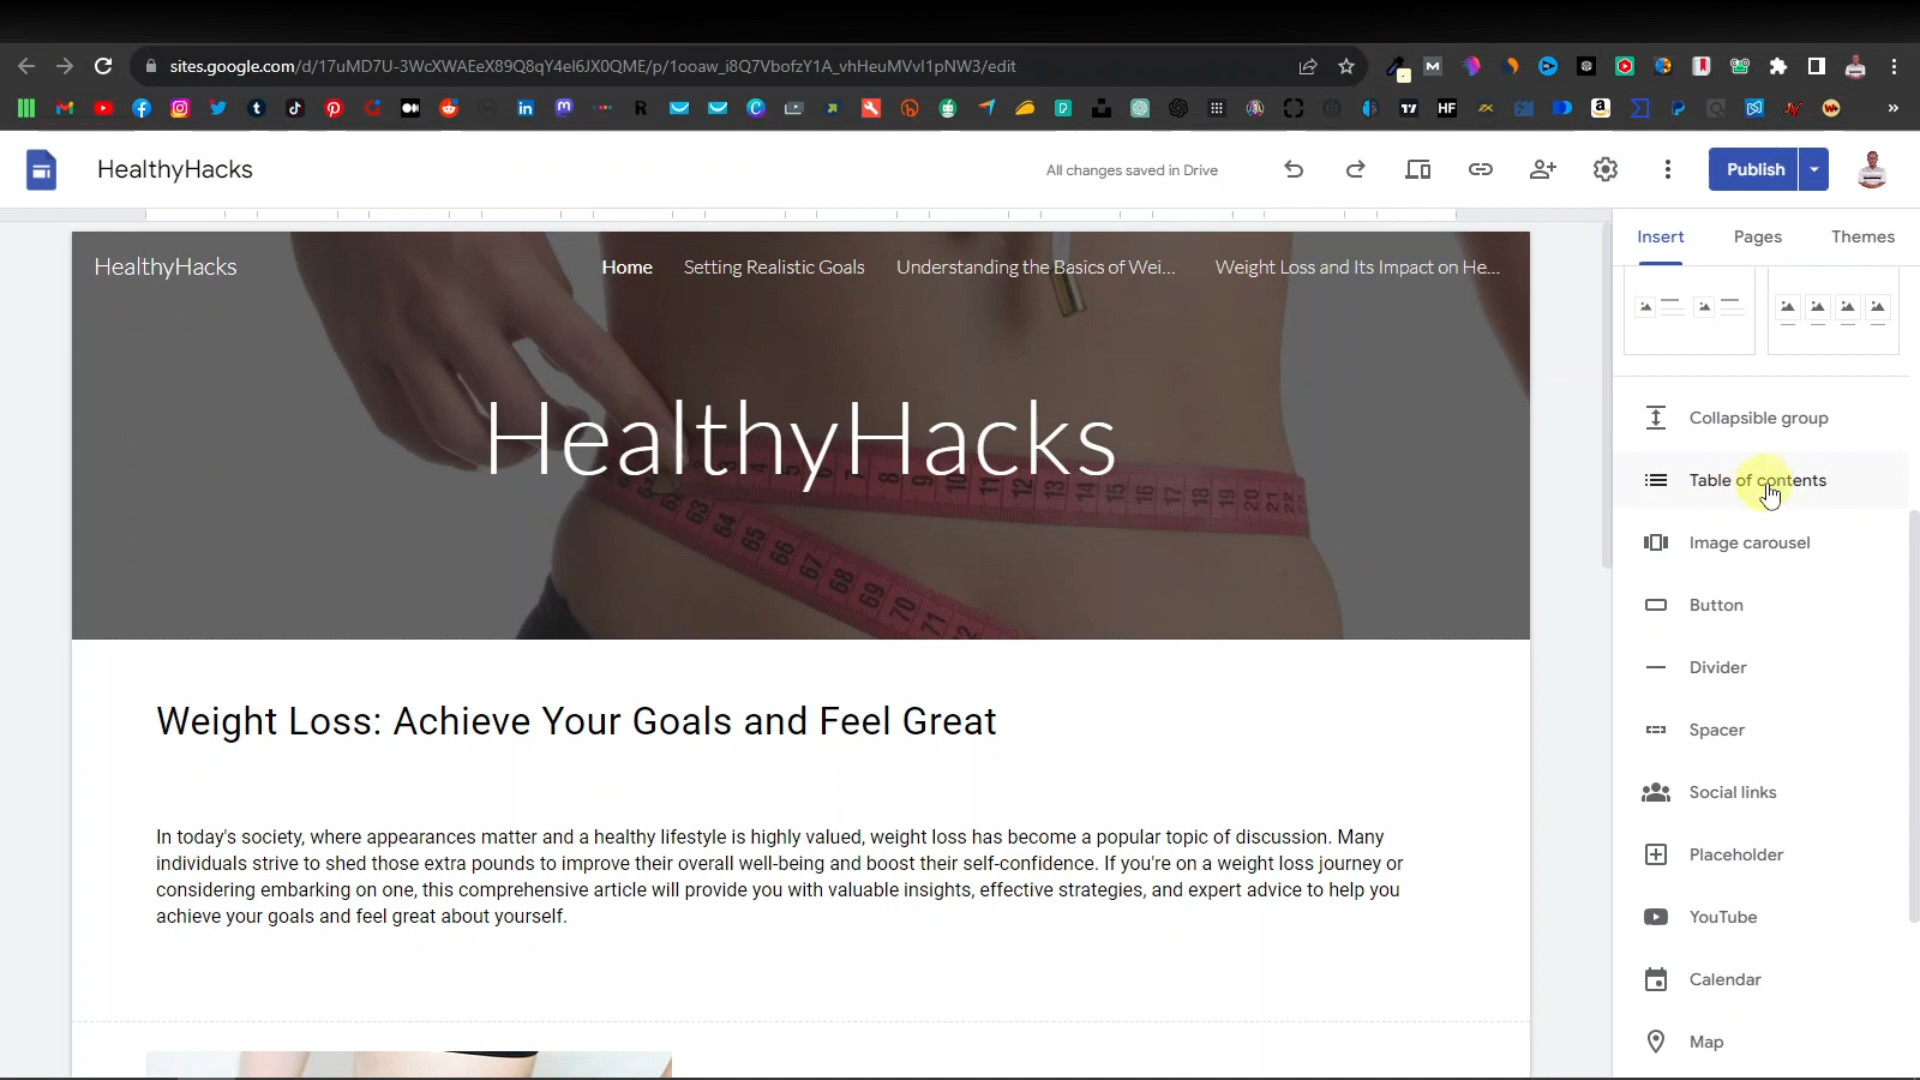 sites.google.com/d/17uMD7U-3WcXWAEeX89Q8qY4el6JX0QME/p/1ooaw_i8Q7VbofzY1A_vhHeuMVvI1pNW3/edit
HealthyHacks
All changes saved in Drive
Publish
Insert
Pages
Themes
HealthyHacks
Home
Setting Realistic Goals
Understanding the Basics of Wei...
Weight Loss and Its Impact on He...
HealthyHacks
Weight Loss: Achieve Your Goals and Feel Great
In today's society, where appearances matter and a healthy lifestyle is highly valued, weight loss has become a popular topic of discussion. Many
individuals strive to shed those extra pounds to improve their overall well-being and boost their self-confidence. If you're on a weight loss journey or
considering embarking on one, this comprehensive article will provide you with valuable insights, effective strategies, and expert advice to help you
achieve your goals and feel great about yourself.
Collapsible group
Table of contents
Image carousel
Button
Divider
Spacer
Social links
Placeholder
YouTube
Calendar
Map